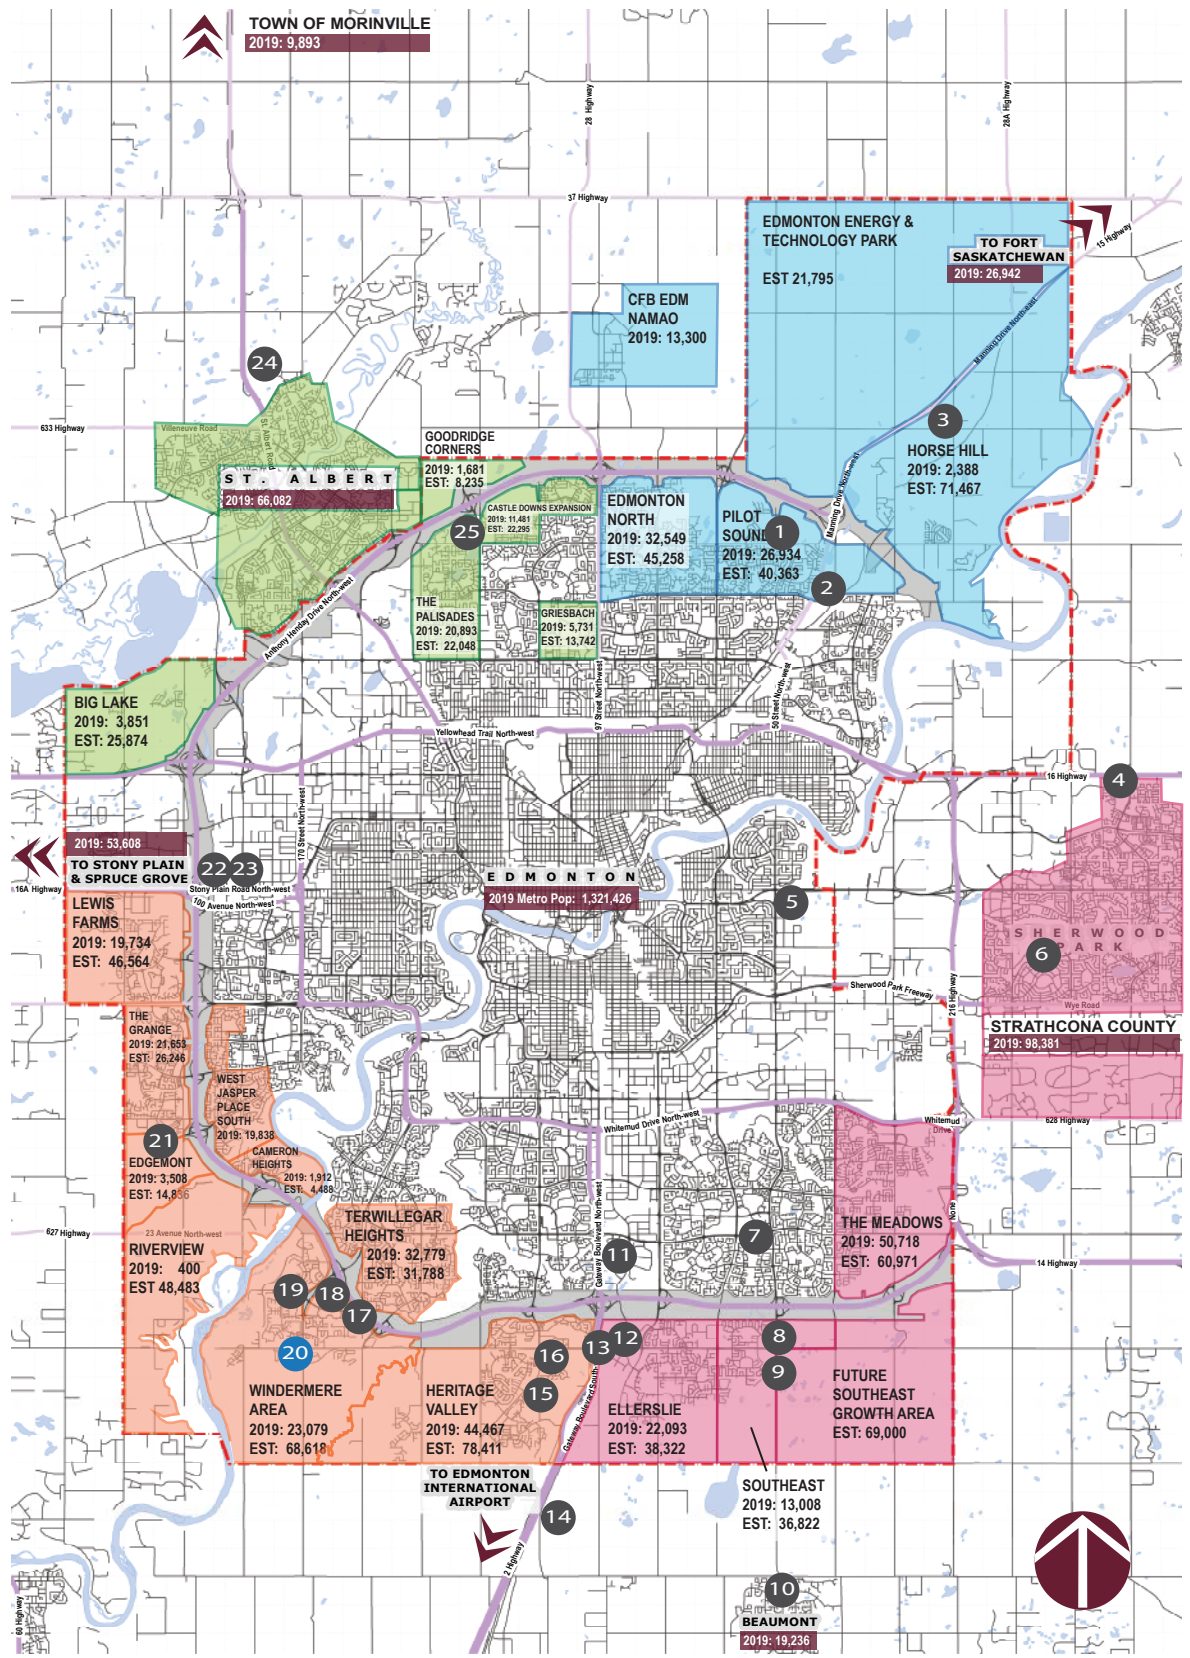 TOWN OF MORINVILLE
2019: 9,893
28 Highway
28A Highway
37 Highway
15 Highway
EDMONTON ENERGY &
TECHNOLOGY PARK
EST 21,795
TO FORT
SASKATCHEWAN
2019: 26,942
Manning Drive North-east
CFB EDM
NAMAO
2019: 13,300
24
633 Highway
Villeneuve Road
St Albert Road
ST. ALBERT
2019: 66,082
GOODRIDGE
CORNERS
2019: 1,681
EST: 8,235
CASTLE DOWNS EXPANSION
2019: 11,481
EST: 22,295
25
EDMONTON
NORTH
2019: 32,549
EST: 45,258
PILOT
SOUND
2019: 26,934
EST: 40,363
1
2
Manning Drive North-west
3
HORSE HILL
2019: 2,388
EST: 71,467
THE
PALISADES
2019: 20,893
EST: 22,048
GRIESBACH
2019: 5,731
EST: 13,742
Anthony Henday Drive North-west
97 Street North-west
50 Street North-west
BIG LAKE
2019: 3,851
EST: 25,874
Yellowhead Trail North-west
16 Highway
4
170 Street North-west
2019: 53,608
TO STONY PLAIN
& SPRUCE GROVE
22
23
16A Highway
Stony Plain Road North-west
100 Avenue North-west
EDMONTON
2019 Metro Pop: 1,321,426
5
SHERWOOD
PARK
6
LEWIS
FARMS
2019: 19,734
EST: 46,564
Sherwood Park Freeway
216 Highway
Wye Road
STRATHCONA COUNTY
2019: 98,381
THE
GRANGE
2019: 21,653
EST: 26,246
WEST
JASPER
PLACE
SOUTH
2019: 19,838
Whitemud Drive North-west
Whitemud
Drive
628 Highway
21
EDGEMONT
2019: 3,508
EST: 14,836
CAMERON
HEIGHTS
2019: 1,912
EST: 4,488
627 Highway
23 Avenue North-west
RIVERVIEW
2019: 400
EST 48,483
TERWILLEGAR
HEIGHTS
2019: 32,779
EST: 31,788
Gateway Boulevard North-west
11
7
THE MEADOWS
2019: 50,718
EST: 60,971
None
14 Highway
19
18
17
20
16
15
13
12
8
9
WINDERMERE
AREA
2019: 23,079
EST: 68,618
HERITAGE
VALLEY
2019: 44,467
EST: 78,411
Gateway Boulevard South-
ELLERSLIE
2019: 22,093
EST: 38,322
FUTURE
SOUTHEAST
GROWTH AREA
EST: 69,000
SOUTHEAST
2019: 13,008
EST: 36,822
TO EDMONTON
INTERNATIONAL
AIRPORT
14
2 Highway
60 Highway
10
BEAUMONT
2019: 19,236